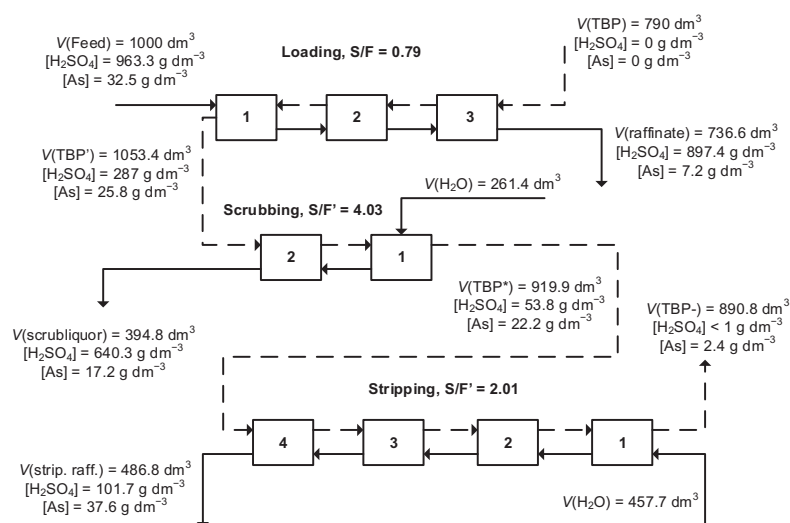 V(Feed) = 1000 dm³
[H₂SO₄] = 963.3 g dm⁻³
[As] = 32.5 g dm⁻³
Loading, S/F = 0.79
V(TBP) = 790 dm³
[H₂SO₄] = 0 g dm⁻³
[As] = 0 g dm⁻³
1
2
3
V(TBP') = 1053.4 dm³
[H₂SO₄] = 287 g dm⁻³
[As] = 25.8 g dm⁻³
V(raffinate) = 736.6 dm³
[H₂SO₄] = 897.4 g dm⁻³
[As] = 7.2 g dm⁻³
V(H₂O) = 261.4 dm³
Scrubbing, S/F' = 4.03
2
1
V(TBP*) = 919.9 dm³
[H₂SO₄] = 53.8 g dm⁻³
[As] = 22.2 g dm⁻³
V(scrubliquor) = 394.8 dm³
[H₂SO₄] = 640.3 g dm⁻³
[As] = 17.2 g dm⁻³
V(TBP-) = 890.8 dm³
[H₂SO₄] < 1 g dm⁻³
[As] = 2.4 g dm⁻³
Stripping, S/F' = 2.01
4
3
2
1
V(strip. raff.) = 486.8 dm³
[H₂SO₄] = 101.7 g dm⁻³
[As] = 37.6 g dm⁻³
V(H₂O) = 457.7 dm³